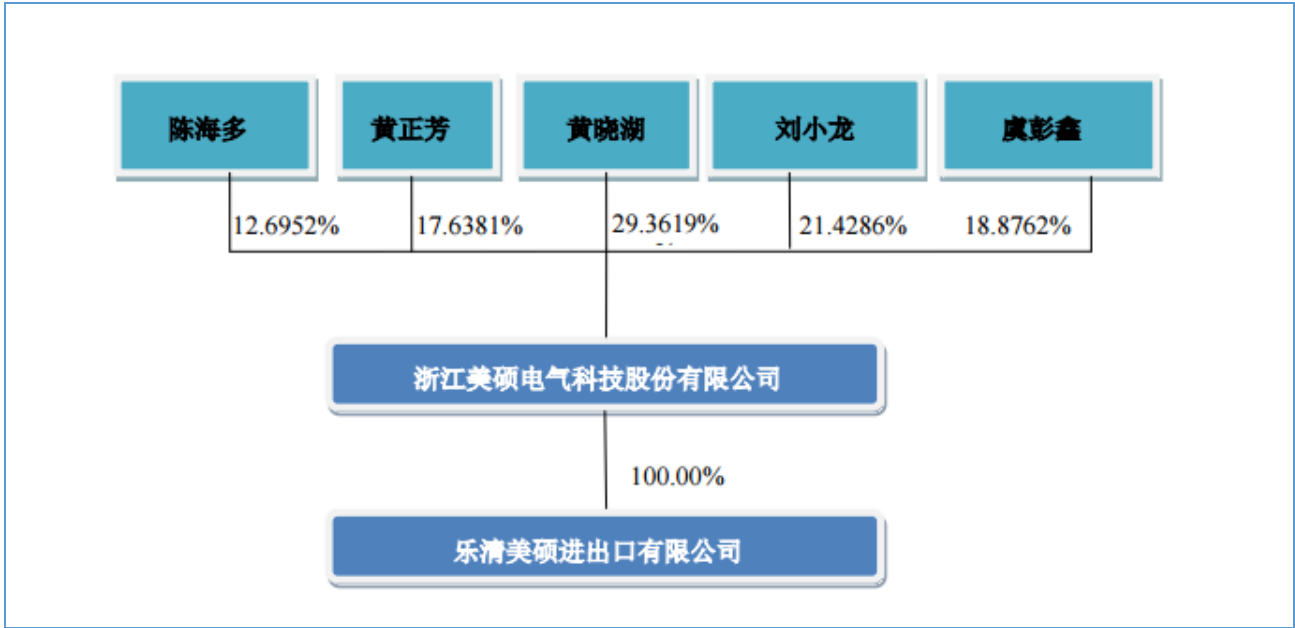 陈海多 黄正芳 黄晓湖 刘小龙 虞彭鑫
12.6952% 17.6381% 29.3619% 21.4286% 18.8762%
浙江美硕电气科技股份有限公司
100.00%
乐清美硕进出口有限公司